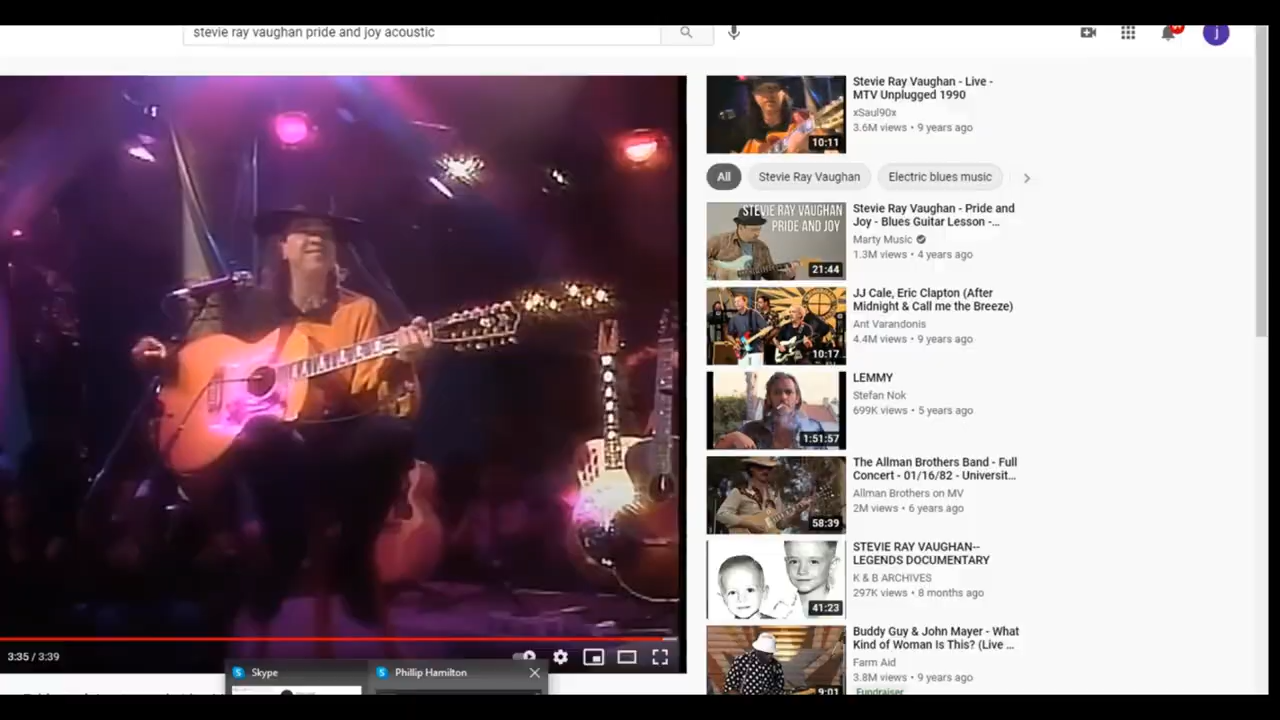 stevie ray vaughan pride and joy acoustic
j
Stevie Ray Vaughan - Live -
MTV Unplugged 1990
xSaul90x
3.6M views • 9 years ago
10:11
All
Stevie Ray Vaughan
Electric blues music
STEVIE RAY VAUGHAN
PRIDE AND JOY
21:44
Stevie Ray Vaughan - Pride and
Joy - Blues Guitar Lesson -...
Marty Music
1.3M views • 4 years ago
JJ Cale, Eric Clapton (After
Midnight & Call me the Breeze)
Ant Varandonis
4.4M views • 9 years ago
10:17
LEMMY
Stefan Nok
699K views • 5 years ago
1:51:57
The Allman Brothers Band - Full
Concert - 01/16/82 - Universit...
Allman Brothers on MV
2M views • 6 years ago
58:39
STEVIE RAY VAUGHAN--
LEGENDS DOCUMENTARY
K & B ARCHIVES
297K views • 8 months ago
41:23
Buddy Guy & John Mayer - What
Kind of Woman Is This? (Live ...
Farm Aid
3.8M views • 9 years ago
9:01
Fundraiser
3:35 / 3:39
Skype
Phillip Hamilton